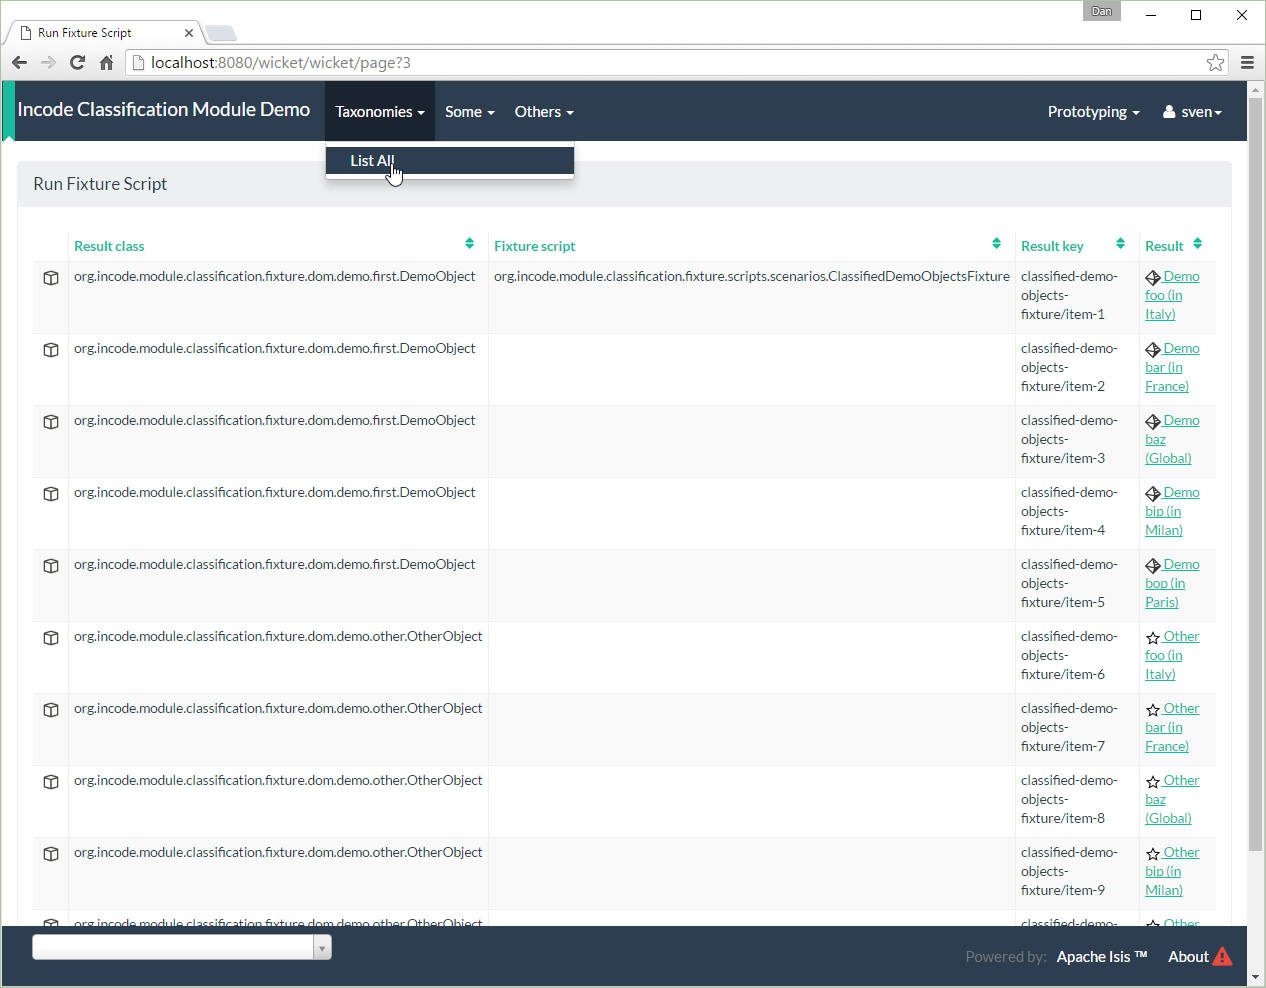 Dan
Run Fixture Script
localhost:8080/wicket/wicket/page?3
Incode Classification Module Demo
Taxonomies
Some
Others
Prototyping
sven
List All
Run Fixture Script
Result class
Fixture script
Result key
Result
org.incode.module.classification.fixture.dom.demo.first.DemoObject
org.incode.module.classification.fixture.scripts.scenarios.ClassifiedDemoObjectsFixture
classified-demo-
objects-
fixture/item-1
Demo
foo (in
Italy)
org.incode.module.classification.fixture.dom.demo.first.DemoObject
classified-demo-
objects-
fixture/item-2
Demo
bar (in
France)
org.incode.module.classification.fixture.dom.demo.first.DemoObject
classified-demo-
objects-
fixture/item-3
Demo
baz
(Global)
org.incode.module.classification.fixture.dom.demo.first.DemoObject
classified-demo-
objects-
fixture/item-4
Demo
bip (in
Milan)
org.incode.module.classification.fixture.dom.demo.first.DemoObject
classified-demo-
objects-
fixture/item-5
Demo
bop (in
Paris)
org.incode.module.classification.fixture.dom.demo.other.OtherObject
classified-demo-
objects-
fixture/item-6
Other
foo (in
Italy)
org.incode.module.classification.fixture.dom.demo.other.OtherObject
classified-demo-
objects-
fixture/item-7
Other
bar (in
France)
org.incode.module.classification.fixture.dom.demo.other.OtherObject
classified-demo-
objects-
fixture/item-8
Other
baz
(Global)
org.incode.module.classification.fixture.dom.demo.other.OtherObject
classified-demo-
objects-
fixture/item-9
Other
bip (in
Milan)
org.incode.module.classification.fixture.dom.demo.other.OtherObject
classified-demo-
Other
Powered by:
Apache Isis ™
About